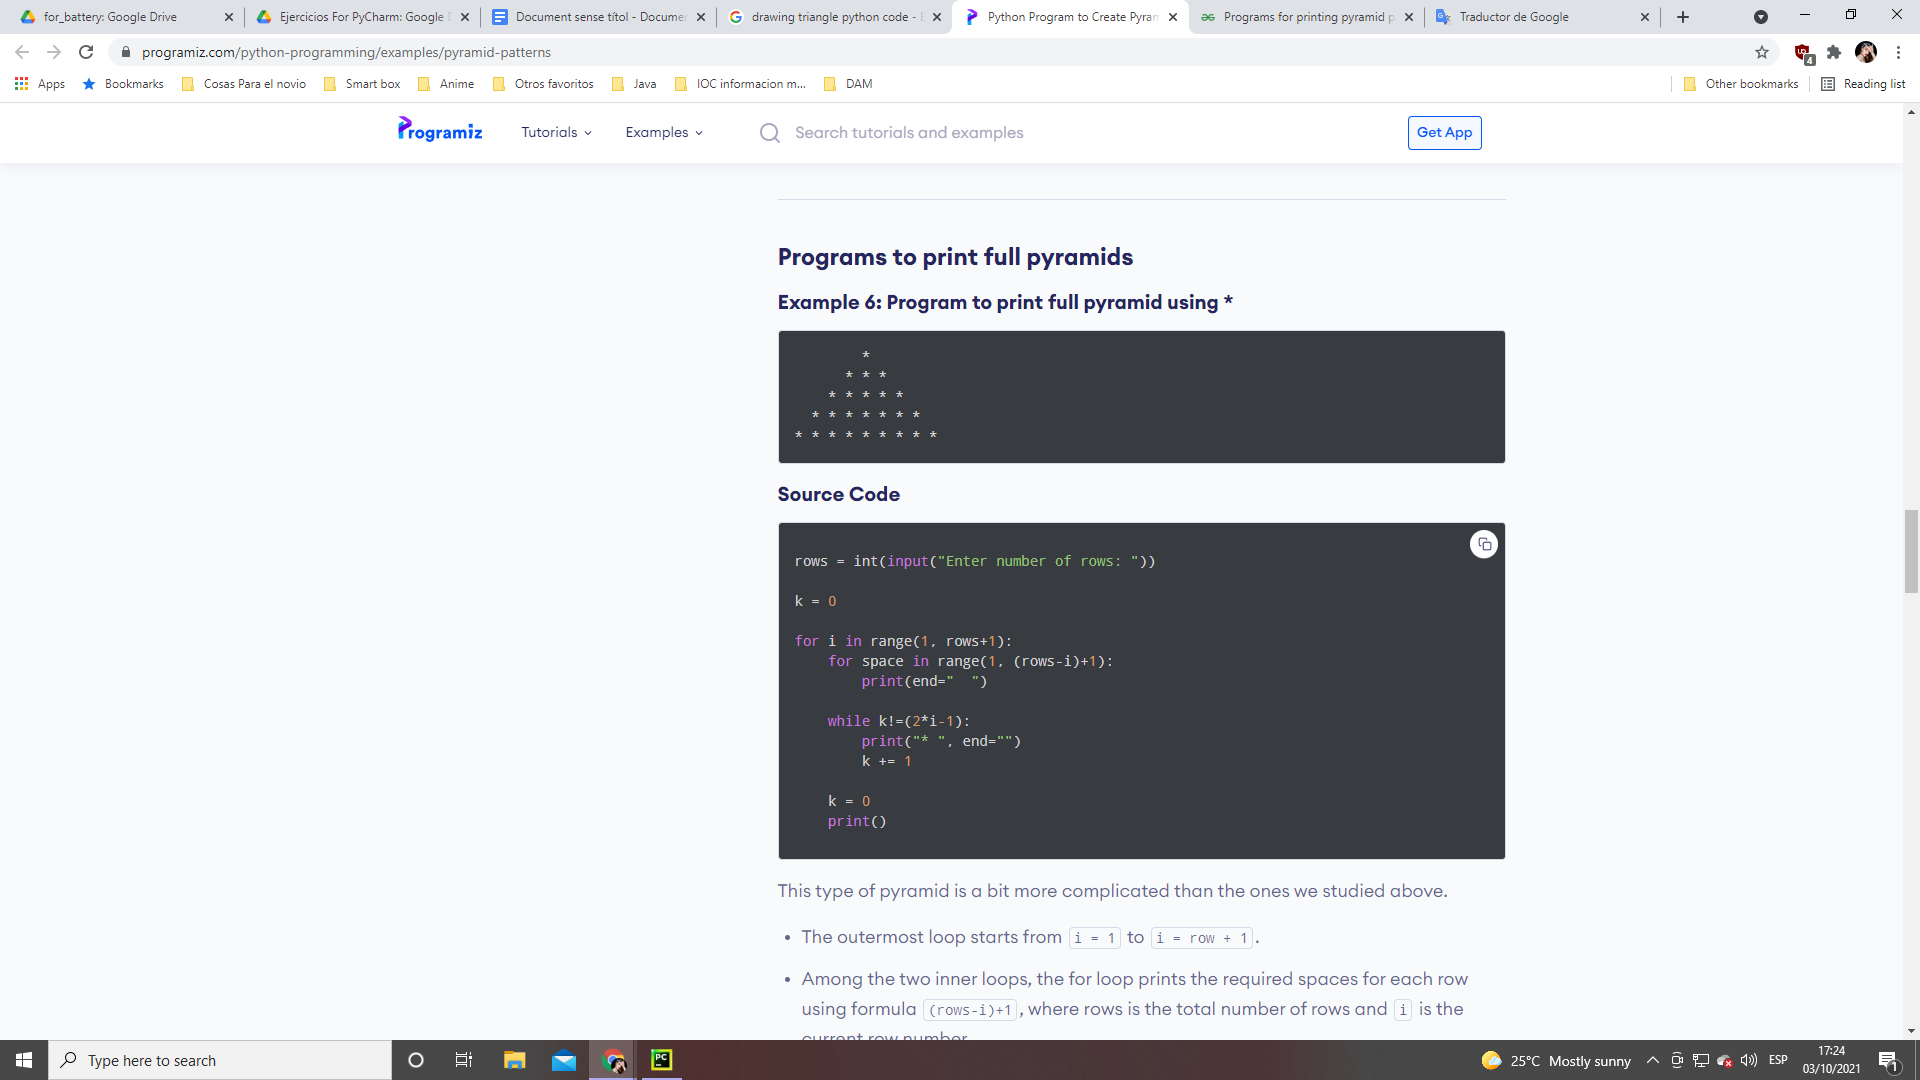 for_battery: Google Drive
Ejercicios For PyCharm: Google D
Document sense títol - Documen
drawing triangle python code -
Python Program to Create Pyram
Programs for printing pyramid p
Traductor de Google
programiz.com/python-programming/examples/pyramid-patterns
4
Apps
Bookmarks
Cosas Para el novio
Smart box
Anime
Otros favoritos
Java
IOC informacion m...
DAM
Other bookmarks
Reading list
Programiz
Tutorials
Examples
Search tutorials and examples
Get App
Programs to print full pyramids
Example 6: Program to print full pyramid using *
        *
      * * *
    * * * * *
  * * * * * * *
* * * * * * * * *
Source Code
rows = int(input("Enter number of rows: "))
k = 0
for i in range(1, rows+1):
    for space in range(1, (rows-i)+1):
        print(end="  ")
    while k!=(2*i-1):
        print("* ", end="")
        k += 1
    k = 0
    print()
This type of pyramid is a bit more complicated than the ones we studied above.
• The outermost loop starts from i = 1 to i = row + 1.
• Among the two inner loops, the for loop prints the required spaces for each row
using formula (rows-i)+1, where rows is the total number of rows and i is the
current row number.
Type here to search
PC
25°C Mostly sunny
ESP
17:24
03/10/2021
1